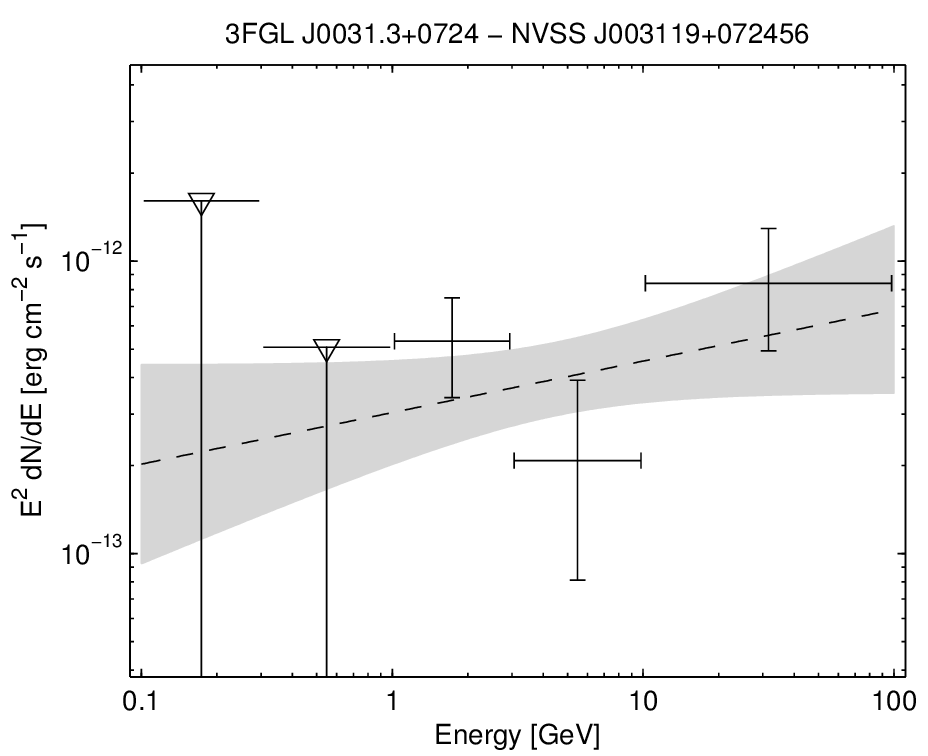 3FGL J0031.3+0724 − NVSS J003119+072456
E² dN/dE [erg cm⁻² s⁻¹]
10⁻¹²
10⁻¹³
0.1 1 10 100
Energy [GeV]